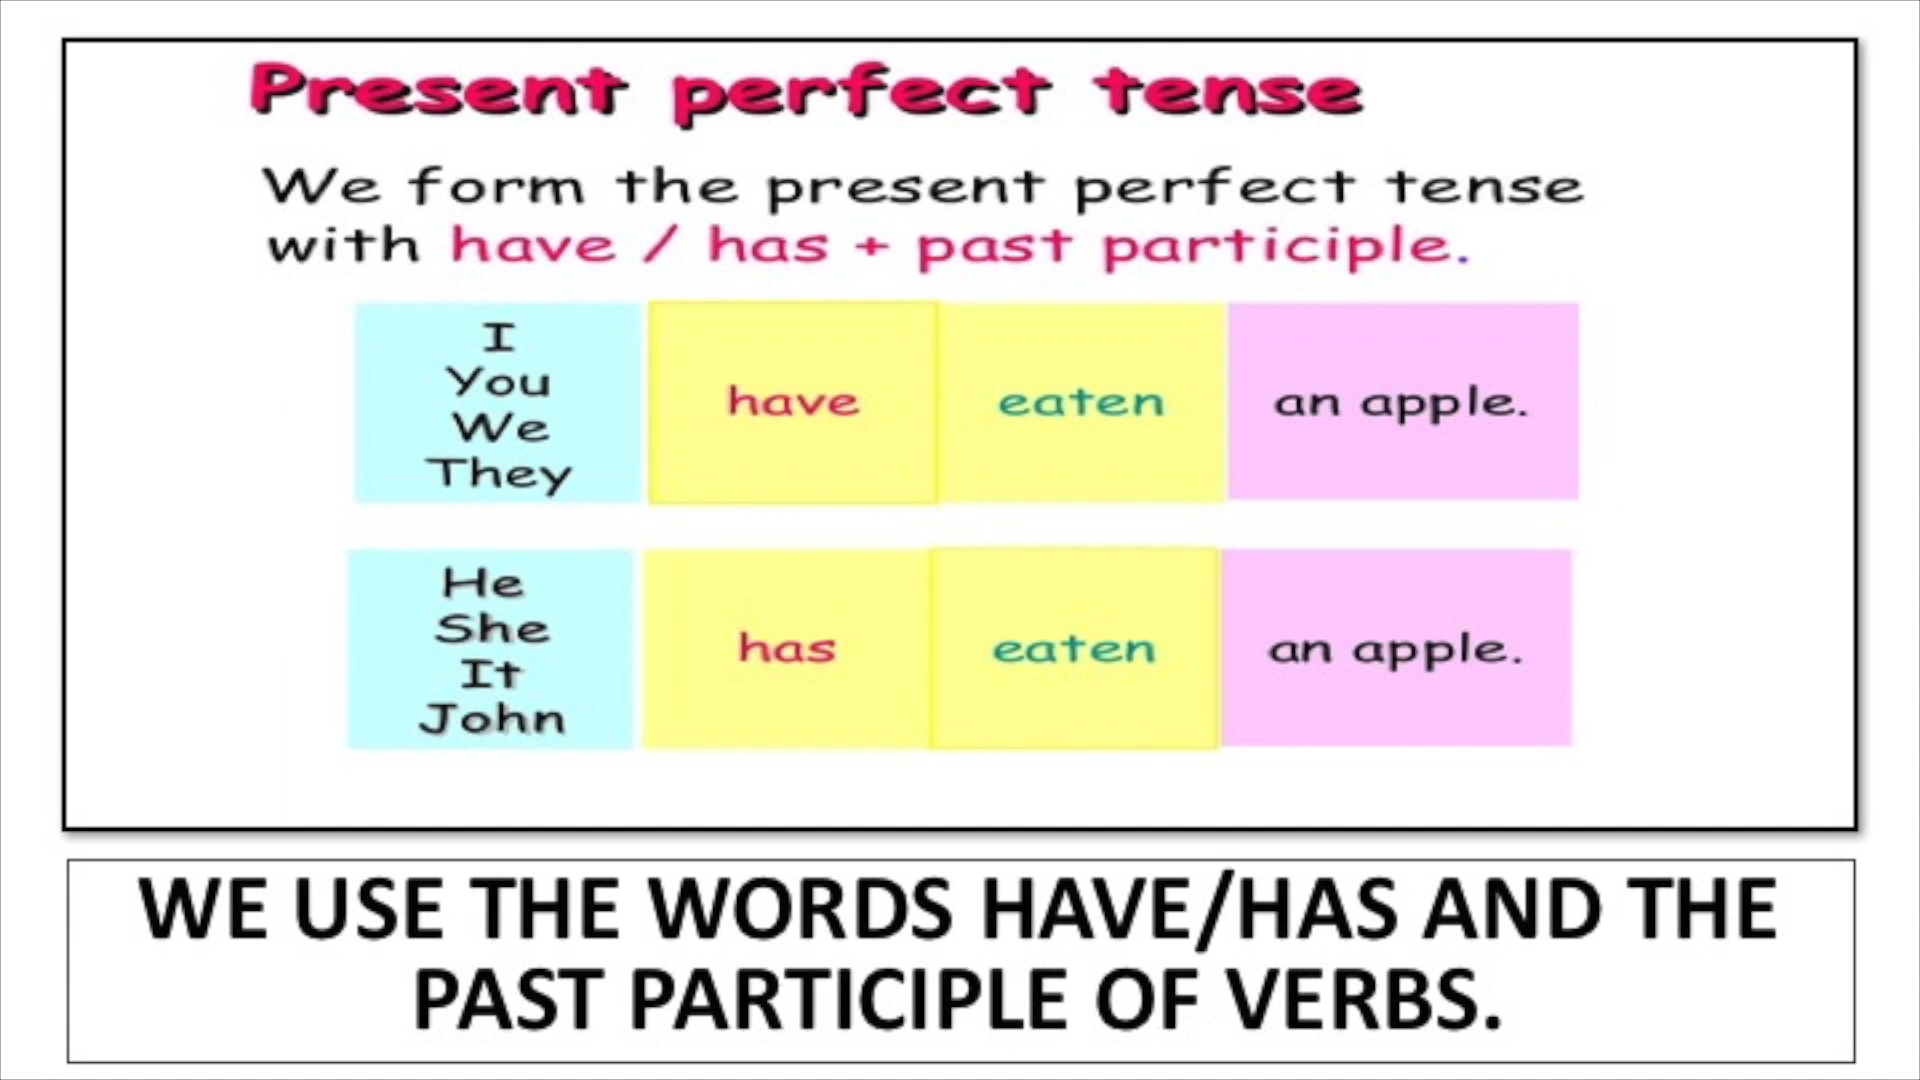 Present perfect tense
We form the present perfect tense
with have / has + past participle.
I
You
We
They
have
eaten
an apple.
He
She
It
John
has
eaten
an apple.
WE USE THE WORDS HAVE/HAS AND THE
PAST PARTICIPLE OF VERBS.